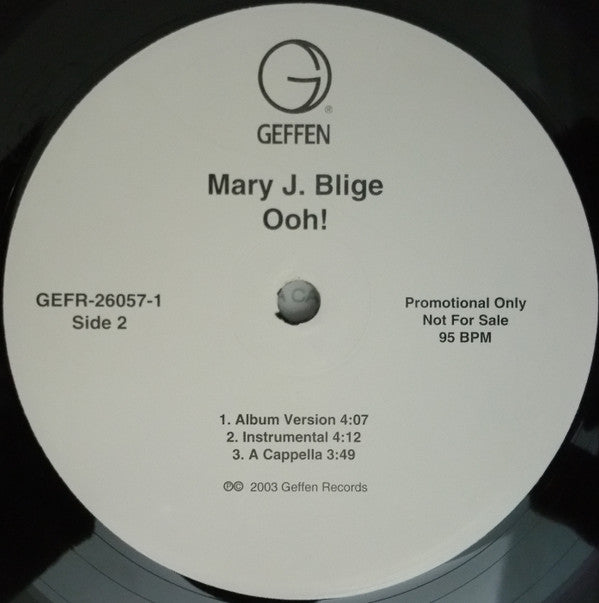 G ®
GEFFEN
Mary J. Blige
Ooh!
GEFR-26057-1
Side 2
Promotional Only
Not For Sale
95 BPM
1. Album Version 4:07
2. Instrumental 4:12
3. A Cappella 3:49
℗© 2003 Geffen Records